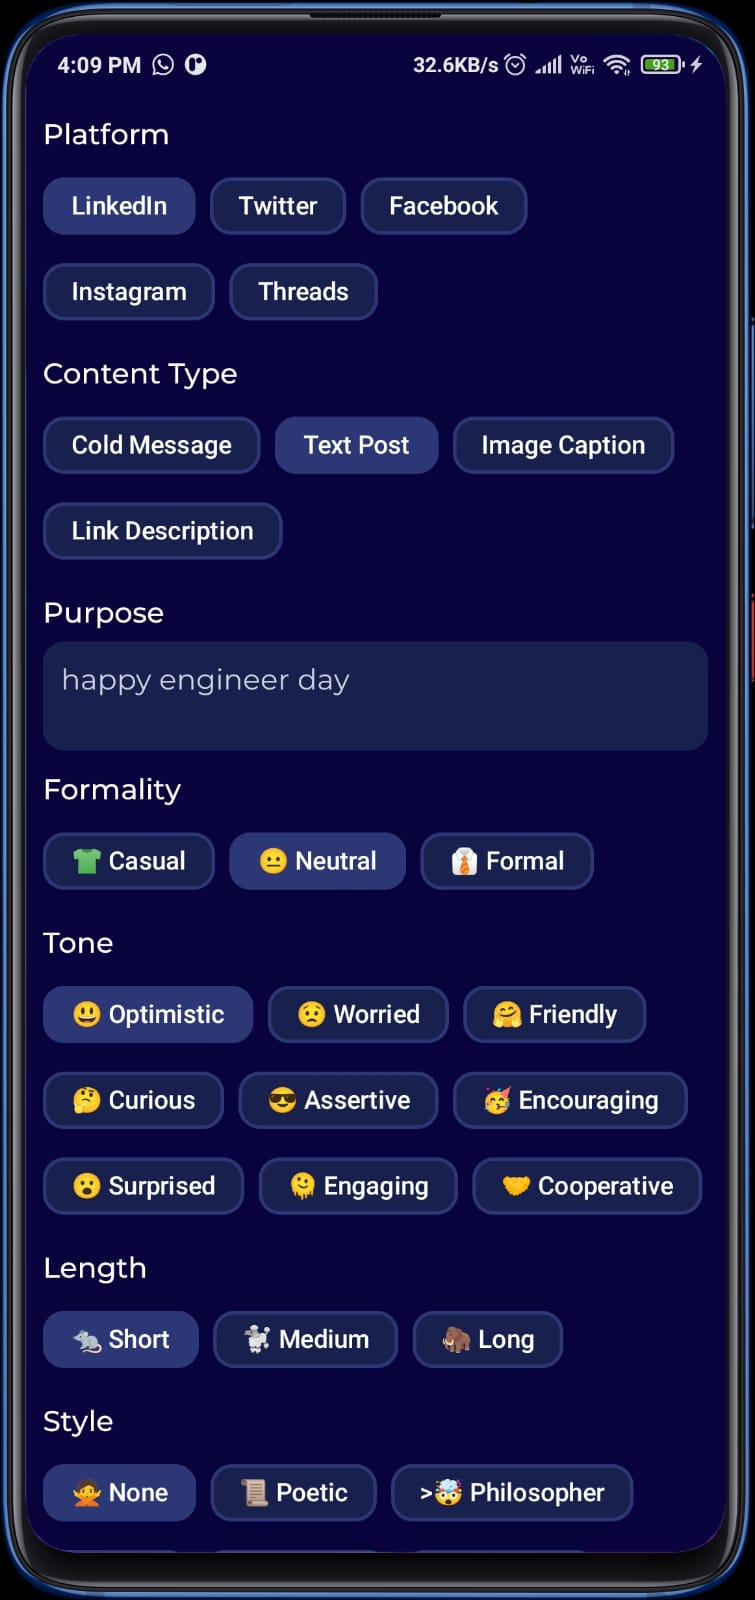 4:09 PM 32.6KB/s Vo WiFi 93
Platform
LinkedIn Twitter Facebook
Instagram Threads
Content Type
Cold Message Text Post Image Caption
Link Description
Purpose
happy engineer day
Formality
👕 Casual 😐 Neutral 👔 Formal
Tone
😃 Optimistic 😟 Worried 🤗 Friendly
🤔 Curious 😎 Assertive 🥳 Encouraging
😮 Surprised 🫠 Engaging 🤝 Cooperative
Length
🐁 Short 🐩 Medium 🦣 Long
Style
🙅 None 📜 Poetic >🤯 Philosopher